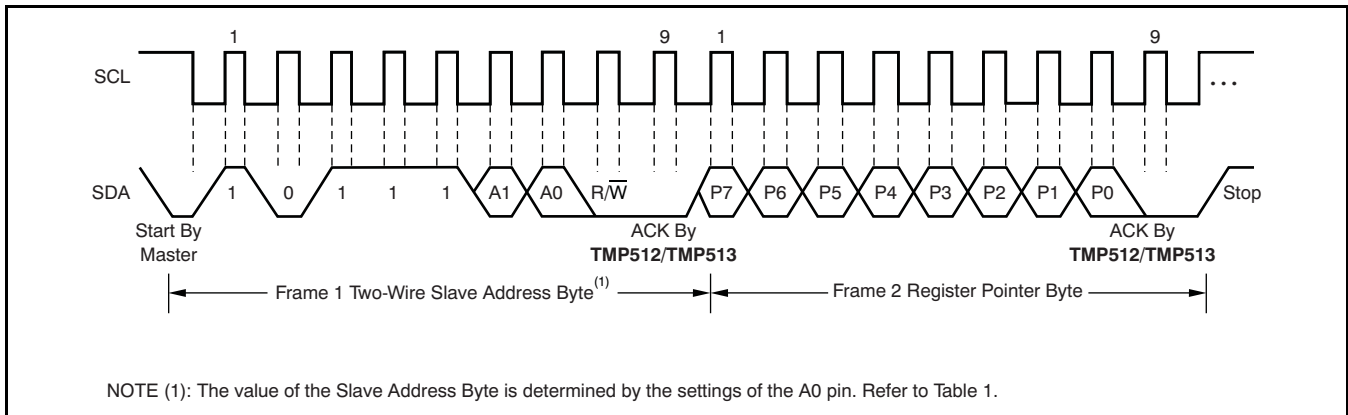 1 9 1 9
SCL ...
SDA 1 0 1 1 1 A1 A0 R/W̅ P7 P6 P5 P4 P3 P2 P1 P0 Stop
Start By ACK By ACK By
Master TMP512/TMP513 TMP512/TMP513
Frame 1 Two-Wire Slave Address Byte(1) Frame 2 Register Pointer Byte
NOTE (1): The value of the Slave Address Byte is determined by the settings of the A0 pin. Refer to Table 1.